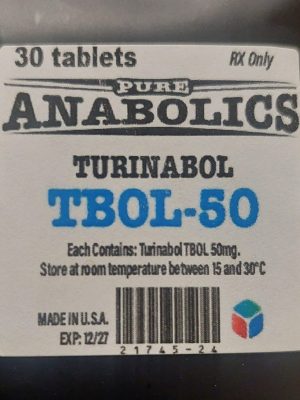 30 tablets RX Only
PURE
ANABOLICS
TURINABOL
TBOL-50
Each Contains: Turinabol TBOL 50mg.
Store at room temperature between 15 and 30°C
MADE IN U.S.A.
EXP: 12/27
21745-24